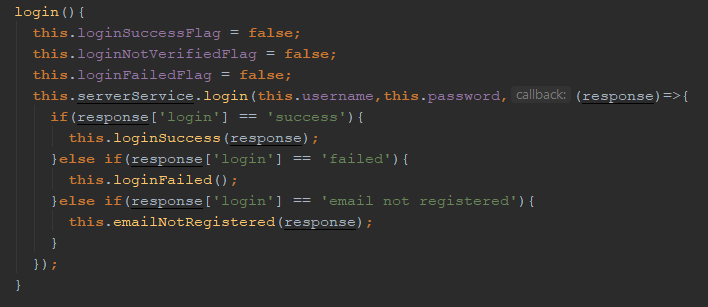 login(){
this.loginSuccessFlag = false;
this.loginNotVerifiedFlag = false;
this.loginFailedFlag = false;
this.serverService.login(this.username,this.password, callback: (response)=>{
if(response['login'] == 'success'){
this.loginSuccess(response);
}else if(response['login'] == 'failed'){
this.loginFailed();
}else if(response['login'] == 'email not registered'){
this.emailNotRegistered(response);
}
});
}